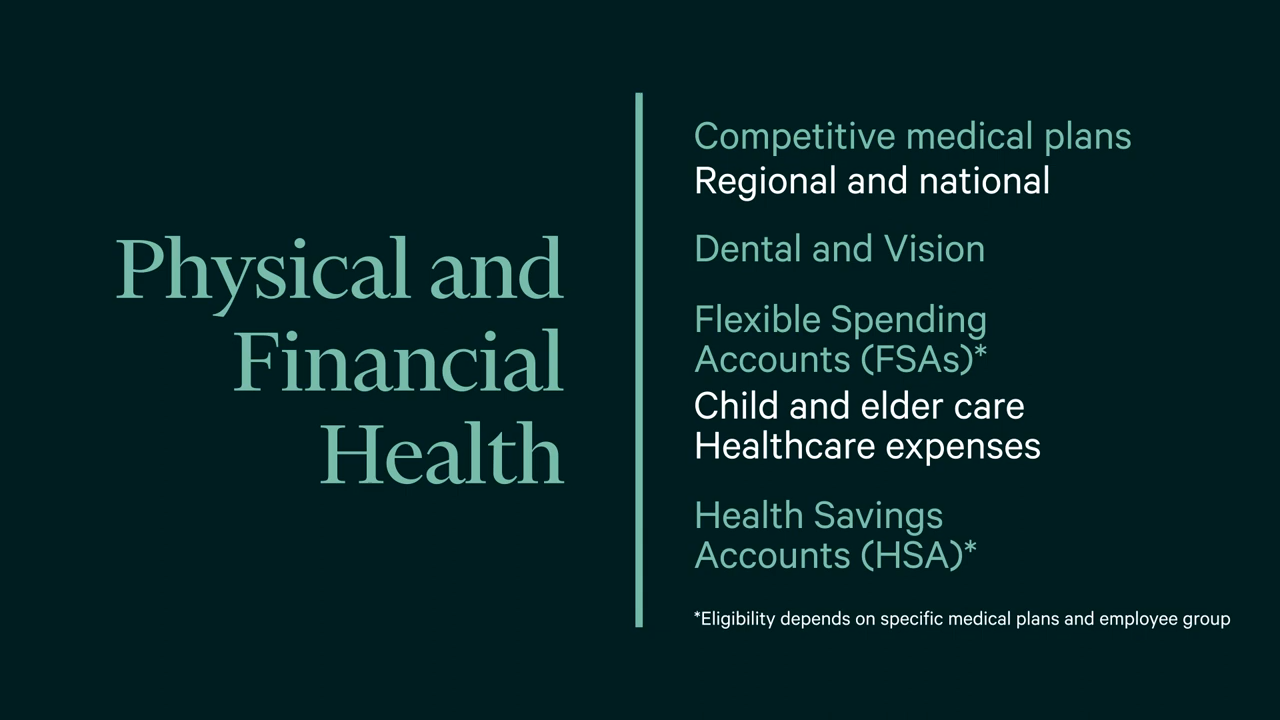 Physical and
Financial
Health
Competitive medical plans
Regional and national
Dental and Vision
Flexible Spending
Accounts (FSAs)*
Child and elder care
Healthcare expenses
Health Savings
Accounts (HSA)*
*Eligibility depends on specific medical plans and employee group